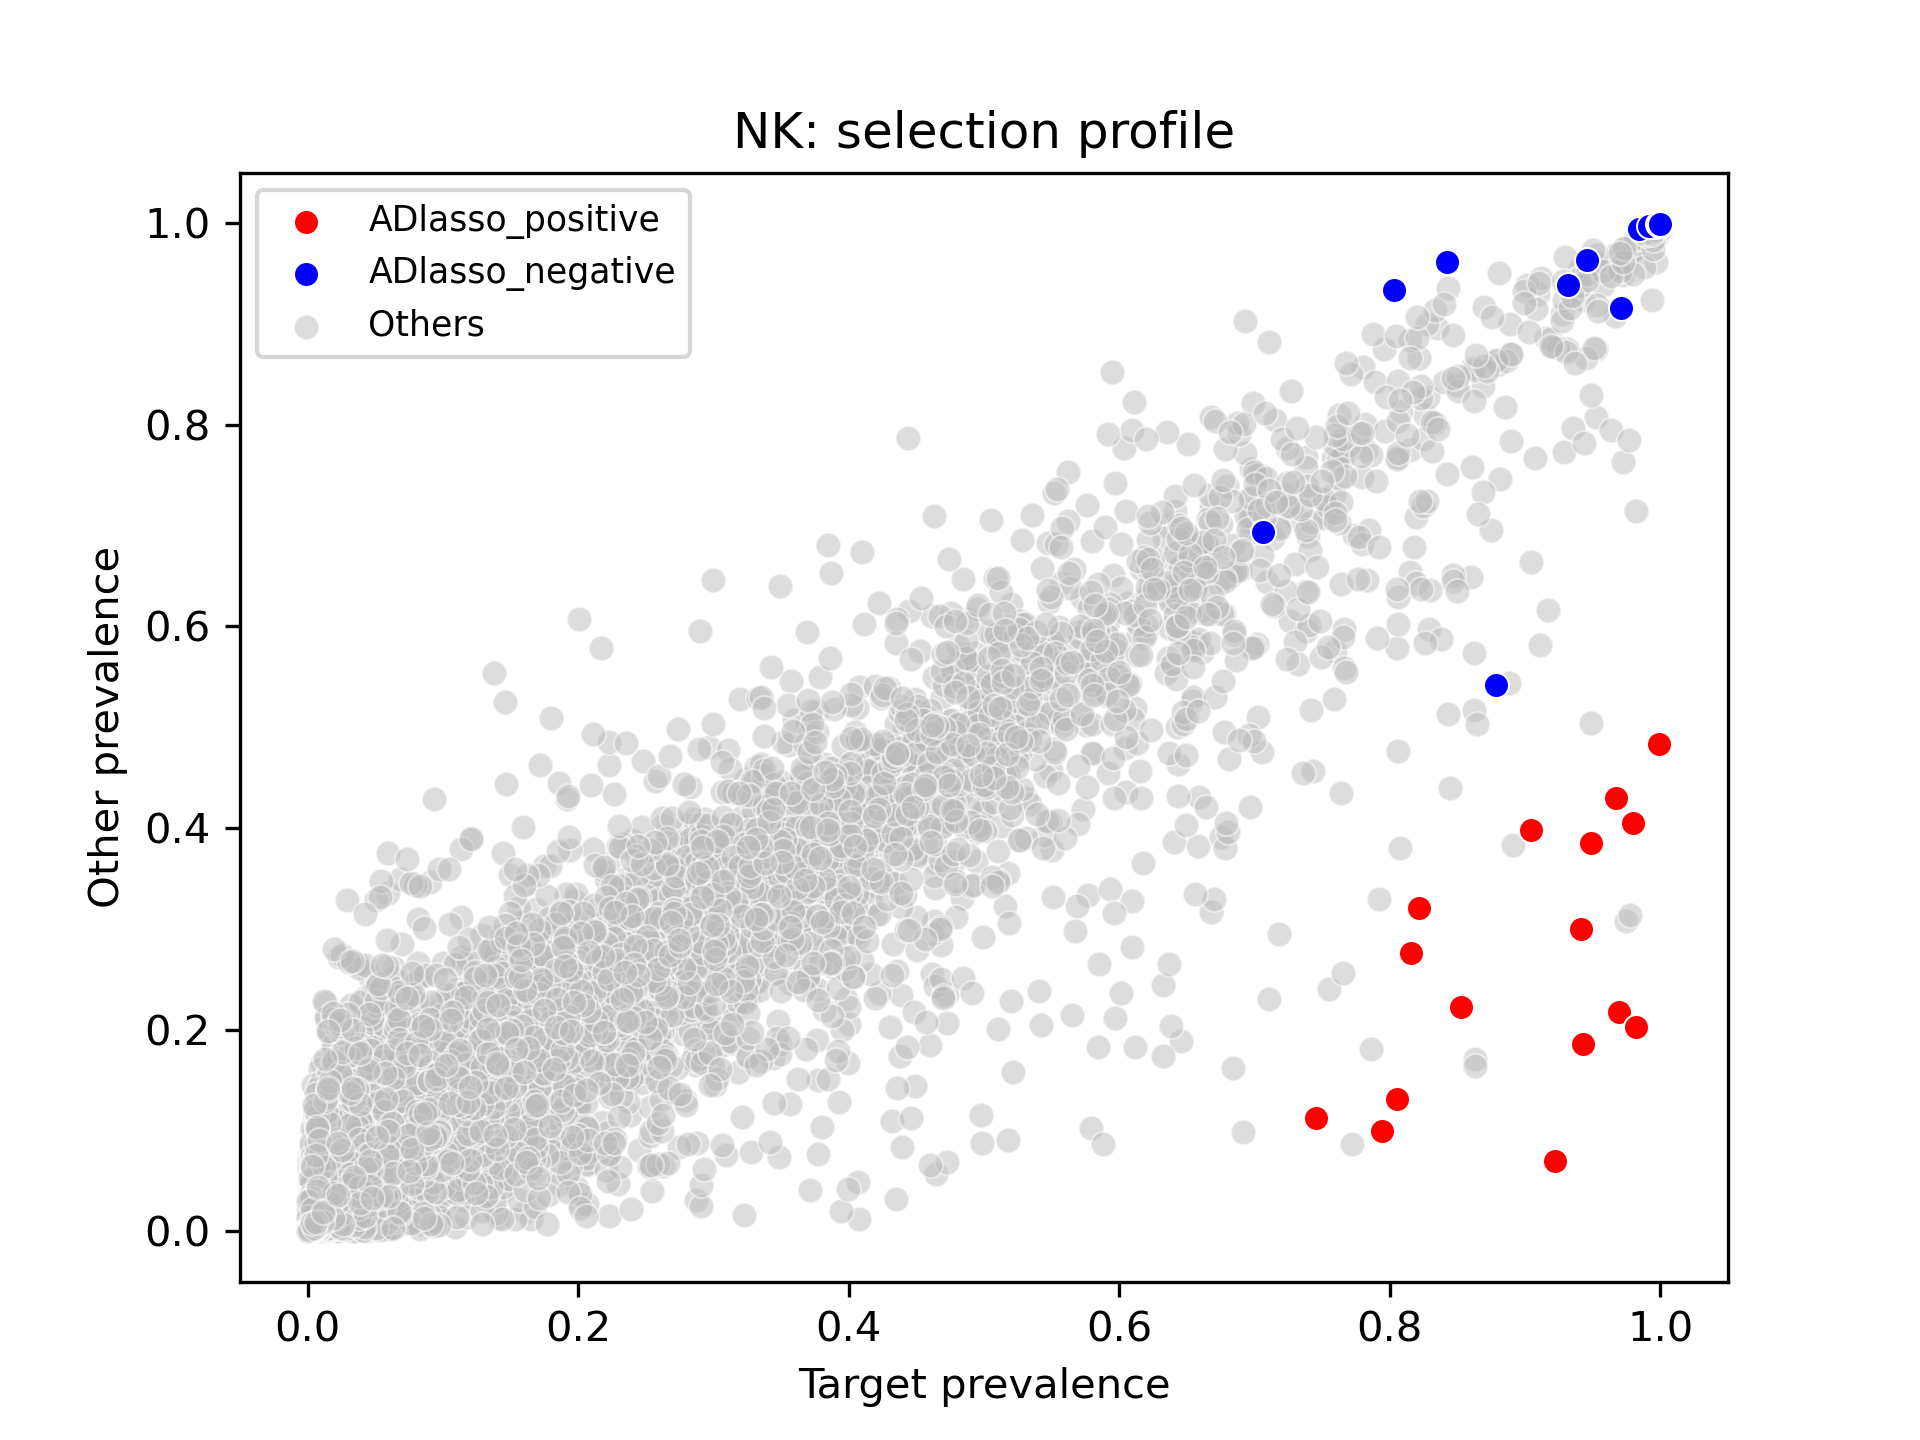 NK: selection profile
ADlasso_positive
ADlasso_negative
Others
1.0
0.8
0.6
0.4
0.2
0.0
Other prevalence
0.0 0.2 0.4 0.6 0.8 1.0
Target prevalence